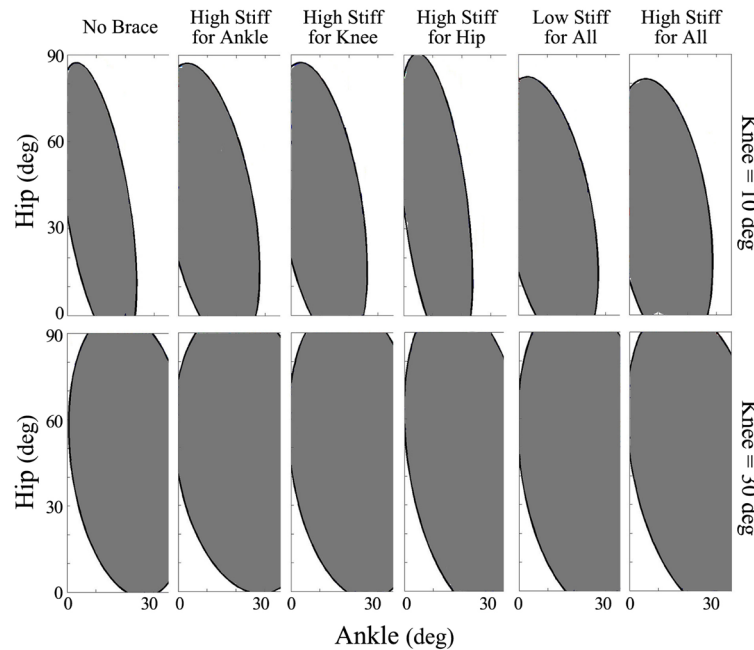 No Brace
High Stiff
for Ankle
High Stiff
for Knee
High Stiff
for Hip
Low Stiff
for All
High Stiff
for All
90
60
30
0
Hip (deg)
Knee = 10 deg
90
60
30
0
Hip (deg)
Knee = 30 deg
0 30 0 30 0 30 0 30 0 30 0 30
Ankle (deg)